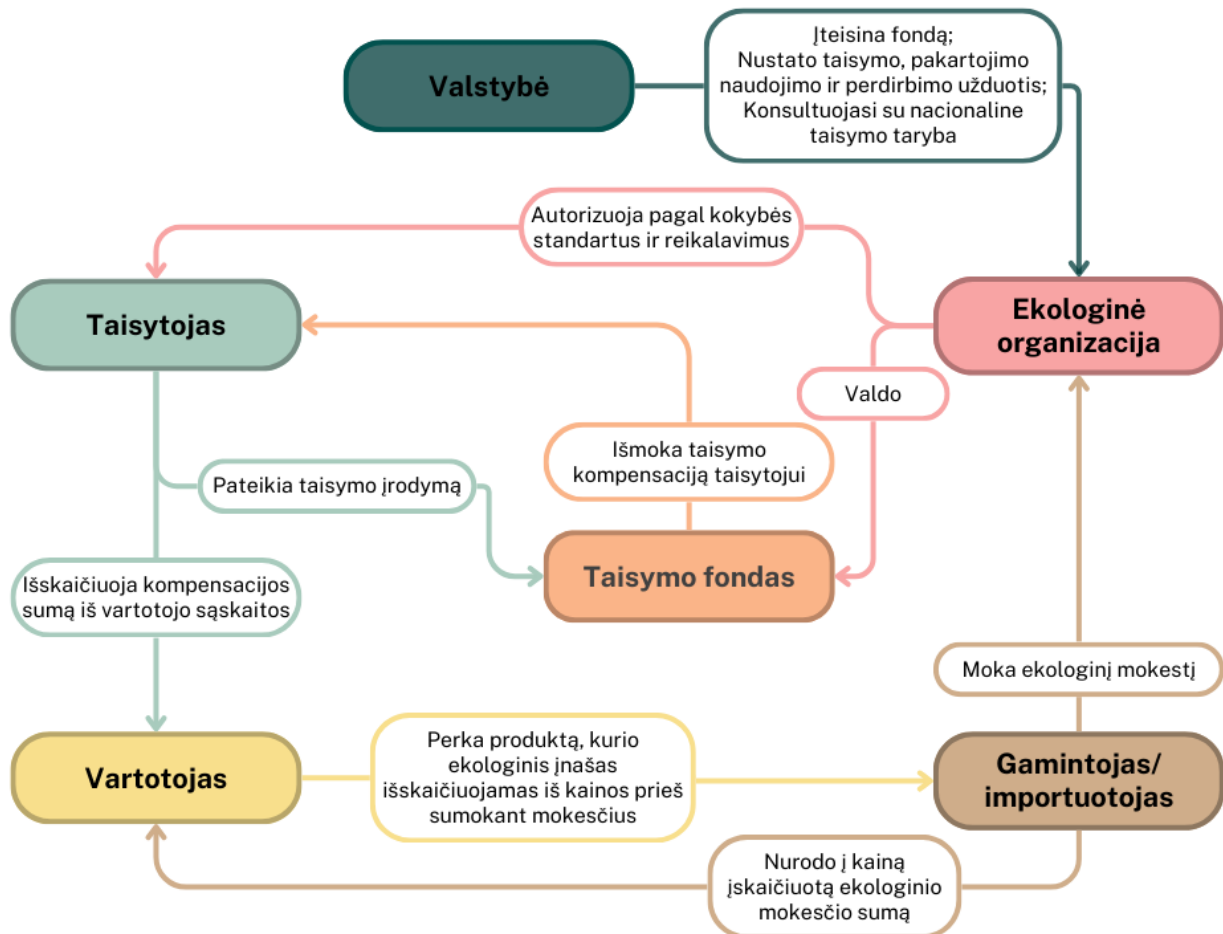 Valstybė
Įteisina fondą;
Nustato taisymo, pakartojimo
naudojimo ir perdirbimo užduotis;
Konsultuojasi su nacionaline
taisymo taryba
Autorizuoja pagal kokybės
standartus ir reikalavimus
Taisytojas
Ekologinė
organizacija
Valdo
Išmoka taisymo
kompensaciją taisytojui
Pateikia taisymo įrodymą
Taisymo fondas
Išskaičiuoja kompensacijos
sumą iš vartotojo sąskaitos
Moka ekologinį mokestį
Vartotojas
Perka produktą, kurio
ekologinis įnašas
išskaičiuojamas iš kainos prieš
sumokant mokesčius
Gamintojas/
importuotojas
Nurodo į kainą
įskaičiuotą ekologinio
mokesčio sumą